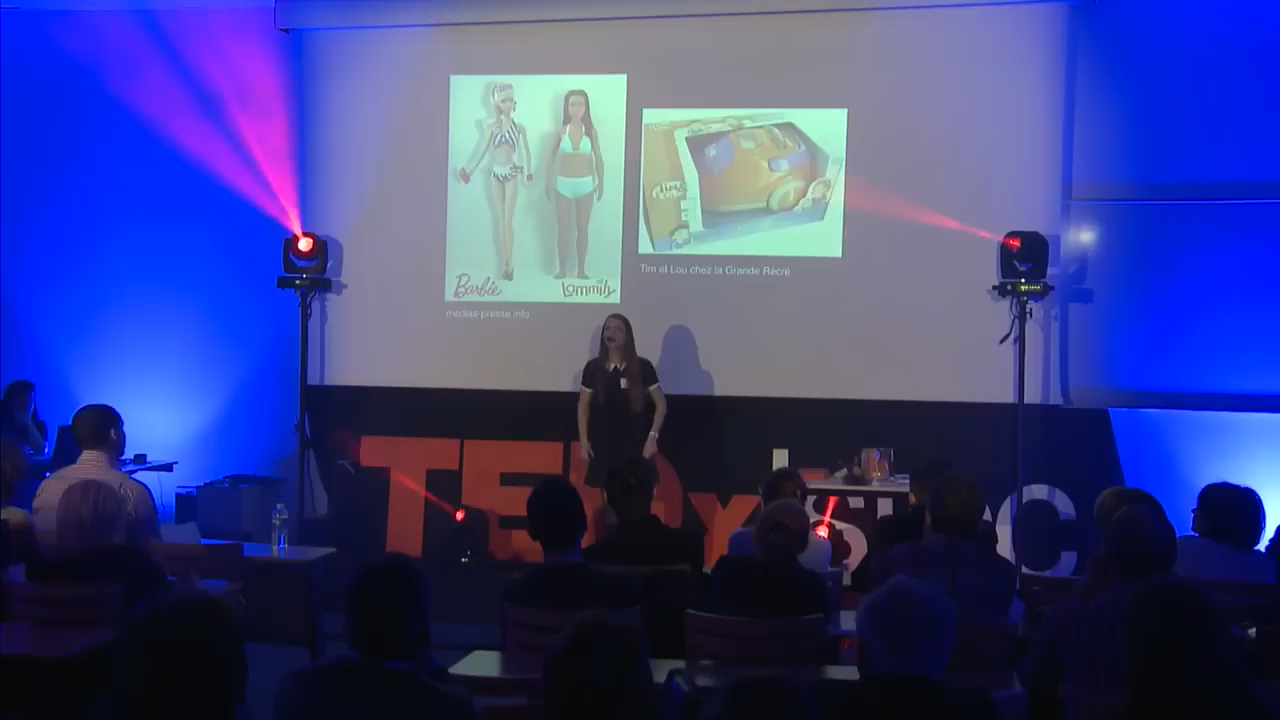 Barbie
Lammily
medias-presse.info
Tim et Lou chez la Grande Récré
TEDx